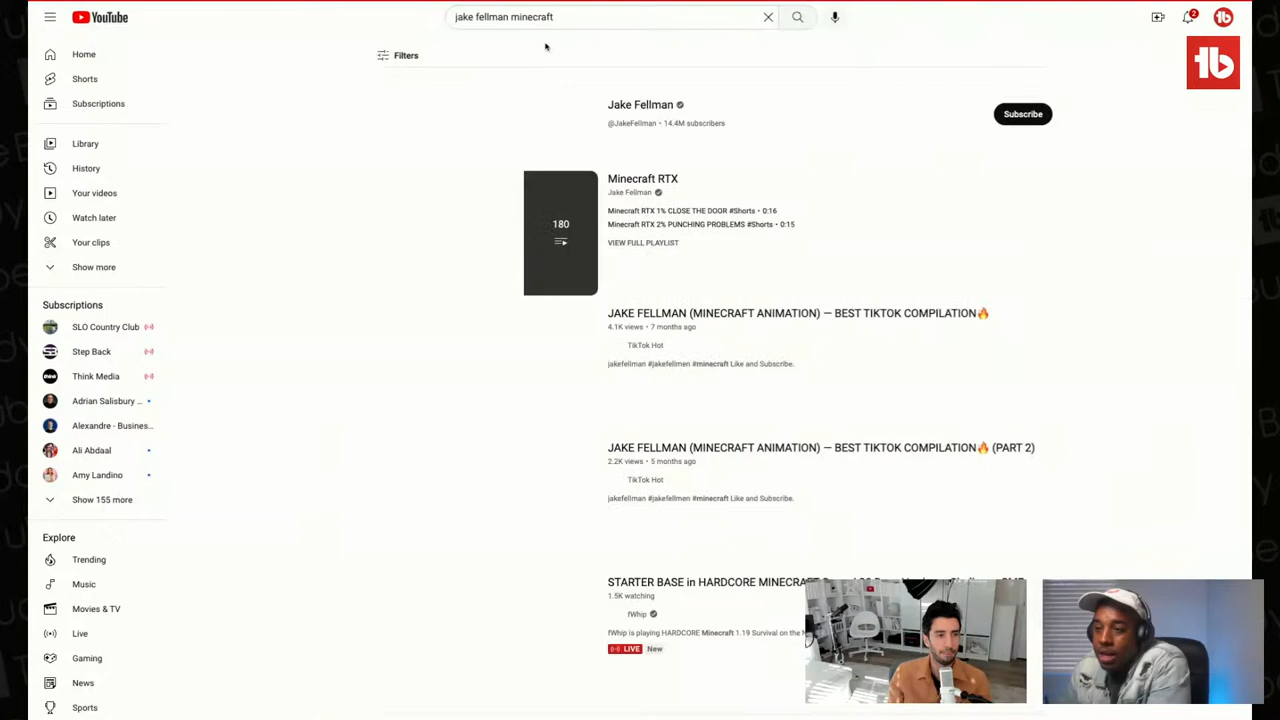 YouTube
jake fellman minecraft
2
Filters
Home
Shorts
Subscriptions
Library
History
Your videos
Watch later
Your clips
Show more
Subscriptions
SLO Country Club
Step Back
Think Media
Adrian Salisbury ...
Alexandre - Busines...
Ali Abdaal
Amy Landino
Show 155 more
Explore
Trending
Music
Movies & TV
Live
Gaming
News
Sports
Jake Fellman
@JakeFellman • 14.4M subscribers
Subscribe
180
Minecraft RTX
Jake Fellman
Minecraft RTX 1% CLOSE THE DOOR #Shorts • 0:16
Minecraft RTX 2% PUNCHING PROBLEMS #Shorts • 0:15
VIEW FULL PLAYLIST
JAKE FELLMAN (MINECRAFT ANIMATION) — BEST TIKTOK COMPILATION🔥
4.1K views • 7 months ago
TikTok Hot
jakefellman #jakefellmen #minecraft Like and Subscribe.
JAKE FELLMAN (MINECRAFT ANIMATION) — BEST TIKTOK COMPILATION🔥 (PART 2)
2.2K views • 5 months ago
TikTok Hot
jakefellman #jakefellmen #minecraft Like and Subscribe.
STARTER BASE in HARDCORE MINECRAFT
1.5K watching
fWhip
fWhip is playing HARDCORE Minecraft 1.19 Survival on the
LIVE New